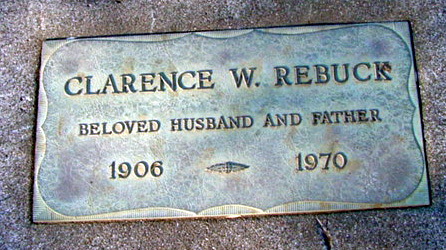 CLARENCE W. REBUCK
BELOVED HUSBAND AND FATHER
1906 1970